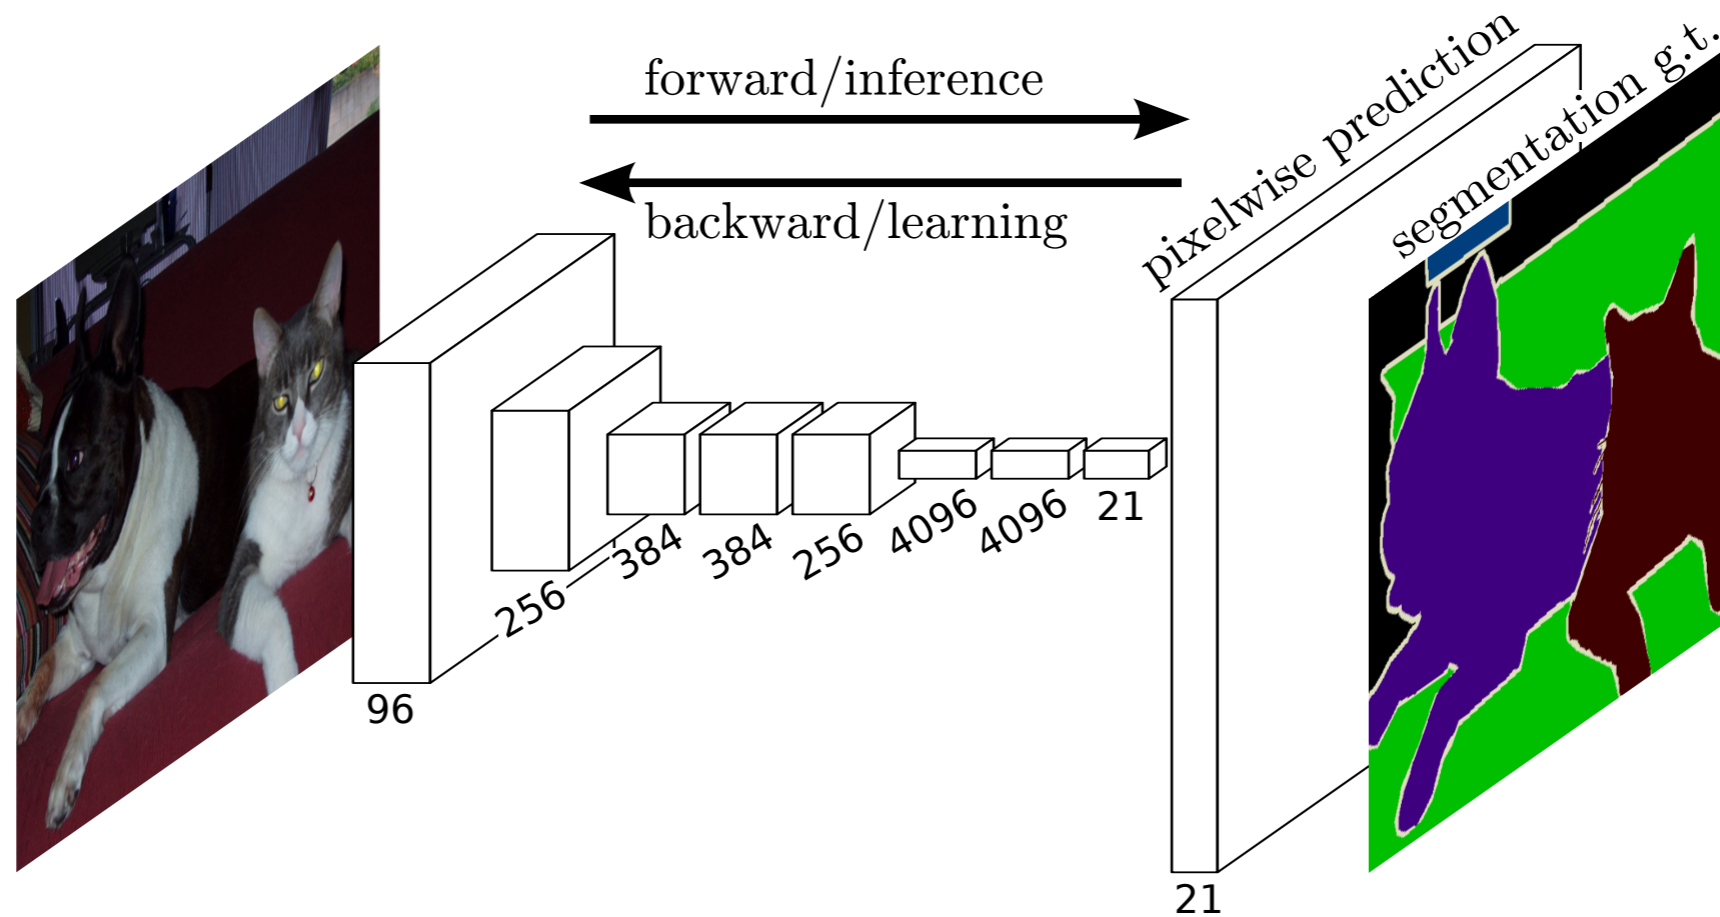 forward/inference
backward/learning
pixelwise prediction
segmentation g.t.
96
256
384
384
256
4096
4096
21
21